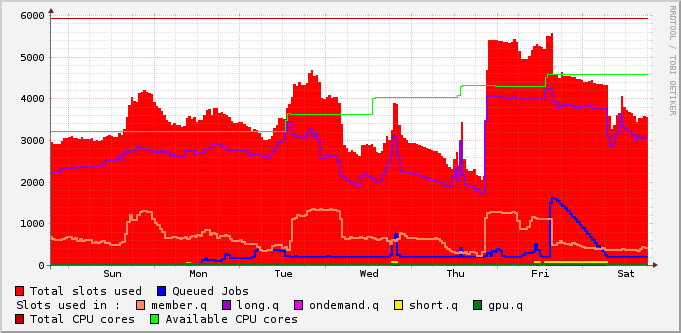 6000
5000
4000
3000
2000
1000
0
Sun Mon Tue Wed Thu Fri Sat
RRDTOOL / TOBI OETIKER
Total slots used Queued Jobs
Slots used in : member.q long.q ondemand.q short.q gpu.q
Total CPU cores Available CPU cores